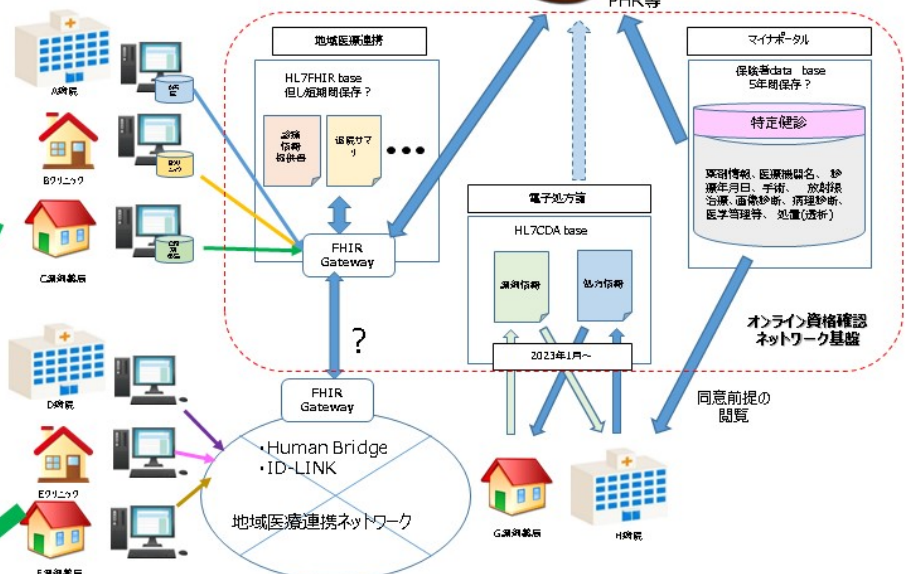 PHR等
地域医療連携
HL7FHIR base
但し短期間保存？
診療
情報
提供書
退院サマ
リ
•••
FHIR
Gateway
A病院
Bクリニック
C調剤薬局
マイナポータル
保険者data base
5年間保存？
特定健診
薬剤情報、医療機関名、 診
療年月日、手術、 放射線
治療、画像診断、病理診断、
医学管理等、 処置(透析)
電子処方箋
HL7CDA base
調剤情報
処方情報
2023年1月～
オンライン資格確認
ネットワーク基盤
?
同意前提の
閲覧
FHIR
Gateway
・Human Bridge
・ID-LINK
地域医療連携ネットワーク
D病院
Eクリニック
F調剤薬局
G調剤薬局
H病院